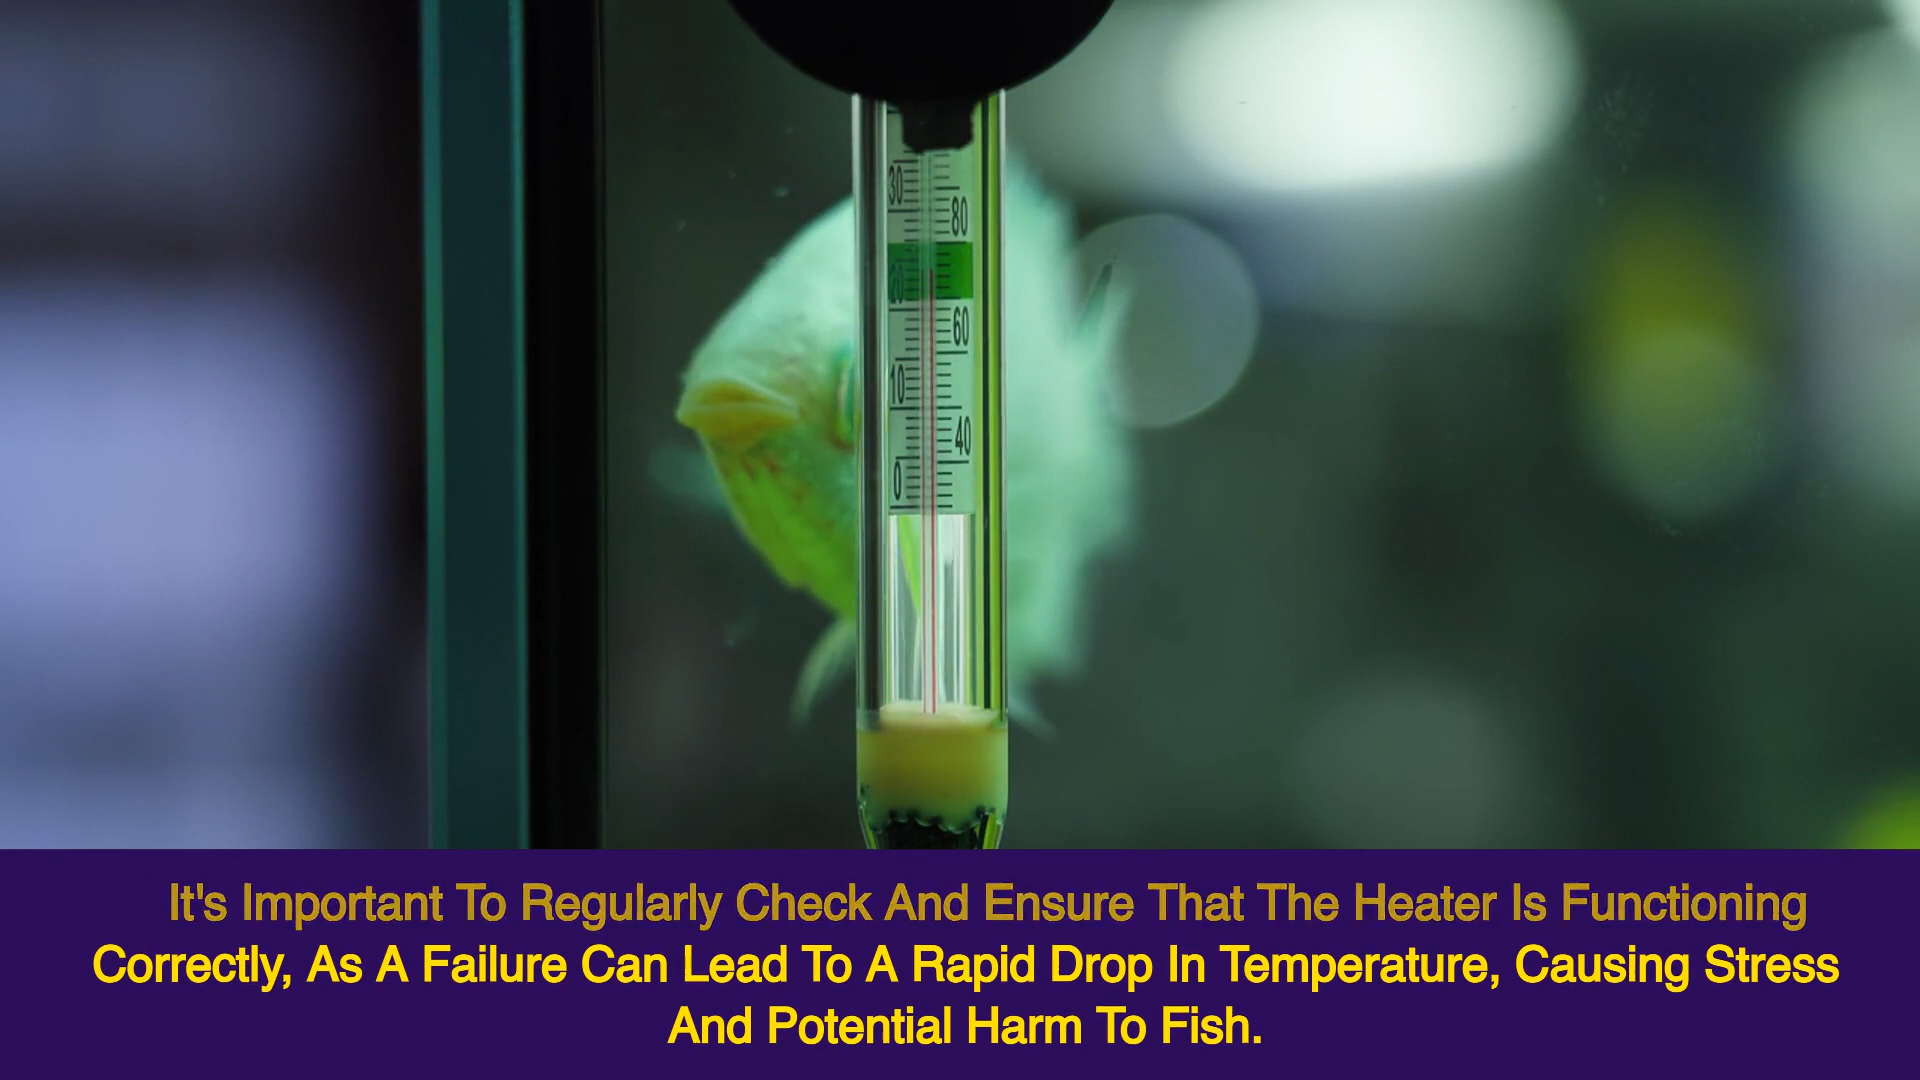 30
80
20
60
10
40
0
It's Important To Regularly Check And Ensure That The Heater Is Functioning
Correctly, As A Failure Can Lead To A Rapid Drop In Temperature, Causing Stress
And Potential Harm To Fish.